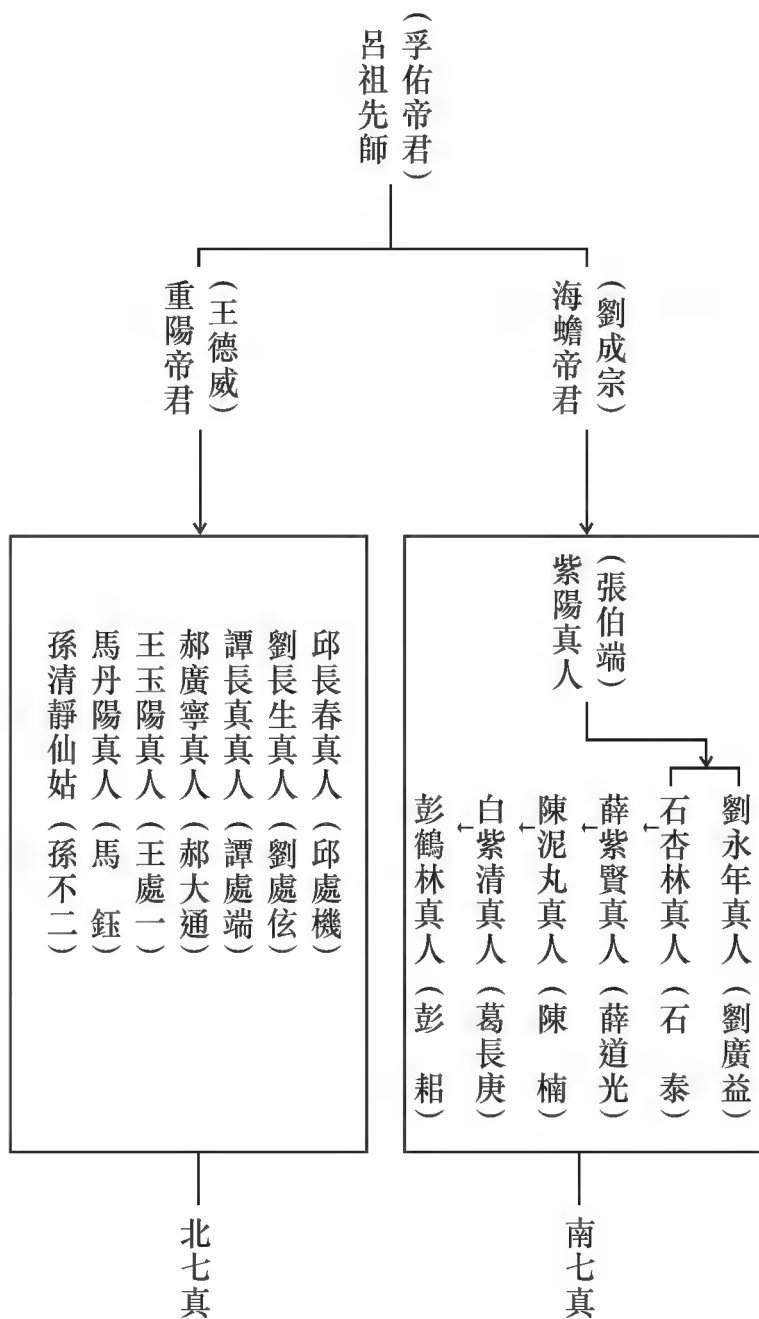 (孚佑帝君)
呂祖先師
(劉成宗)
海蟾帝君
(張伯端)
紫陽真人
劉永年真人(劉廣益)
石杏林真人(石 泰)
薛紫賢真人(薛道光)
陳泥丸真人(陳 楠)
白紫清真人(葛長庚)
彭鶴林真人(彭 耜)
南七真
(王德威)
重陽帝君
邱長春真人(邱處機)
劉長生真人(劉處伭)
譚長真真人(譚處端)
郝廣寧真人(郝大通)
王玉陽真人(王處一)
馬丹陽真人(馬 鈺)
孫清靜仙姑(孫不二)
北七真